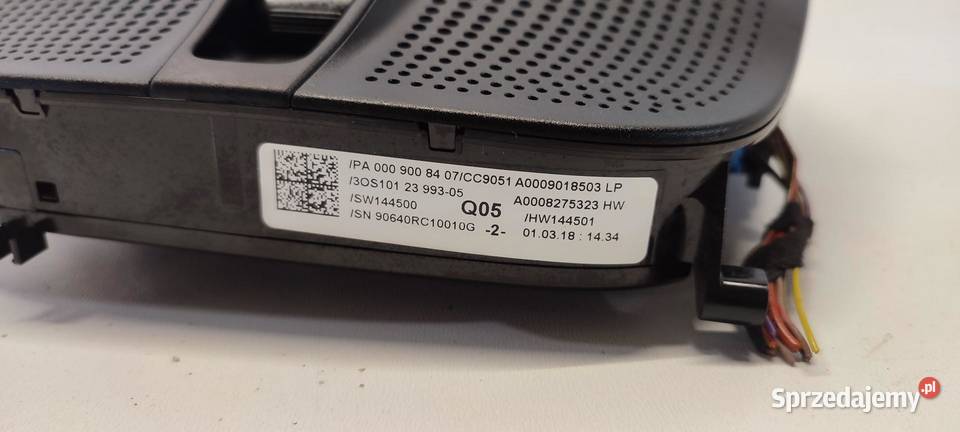 /PA 000 900 84 07/CC9051 A0009018503 LP
/3OS101 23 993-05 A0008275323 HW
/SW144500 Q05 /HW144501
/SN 90640RC10010G -2- 01.03.18 : 14.34
Sprzedajemy.pl